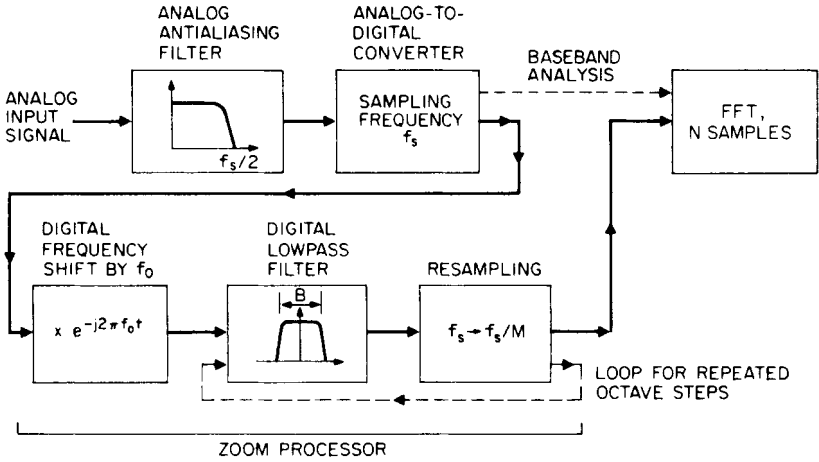 ANALOG
ANTIALIASING
FILTER
ANALOG-TO-
DIGITAL
CONVERTER
BASEBAND
ANALYSIS
ANALOG
INPUT
SIGNAL
f_s/2
SAMPLING
FREQUENCY
f_s
FFT,
N SAMPLES
DIGITAL
FREQUENCY
SHIFT BY f_0
DIGITAL
LOWPASS
FILTER
RESAMPLING
x e^{-j2πf_0t}
B
f_s→f_s/M
LOOP FOR REPEATED
OCTAVE STEPS
ZOOM PROCESSOR